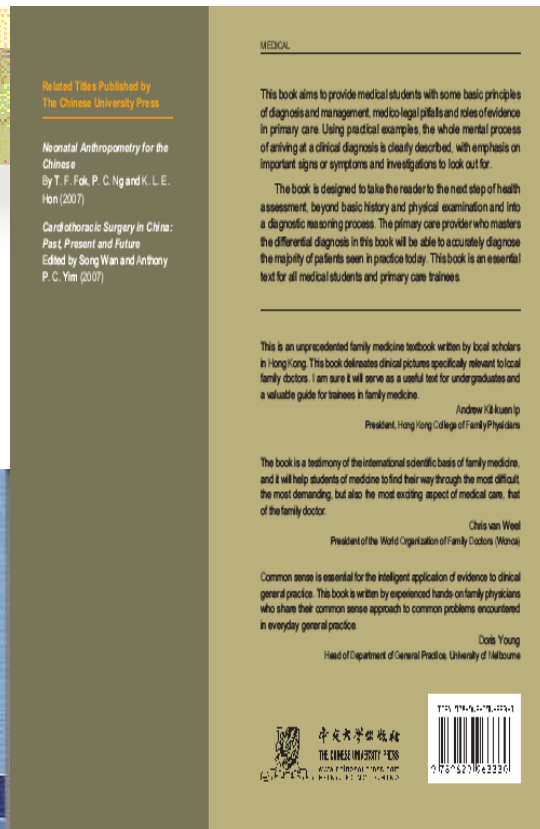 Related Titles Published by
The Chinese University Press
Neonatal Anthropometry for the
Chinese
By T. F. Fok, P. C. Ng and K. L. E.
Hon (2007)
Cardiothoracic Surgery in China:
Past, Present and Future
Edited by Song Wan and Anthony
P. C. Yim (2007)
MEDICAL
This book aims to provide medical students with some basic principles
of diagnosis and management, medico-legal pitfalls and roles of evidence
in primary care. Using practical examples, the whole mental process
of arriving at a clinical diagnosis is clearly described, with emphasis on
important signs or symptoms and investigations to look out for.
The book is designed to take the reader to the next step of health
assessment, beyond basic history and physical examination and into
a diagnostic reasoning process. The primary care provider who masters
the differential diagnosis in this book will be able to accurately diagnose
the majority of patients seen in practice today. This book is an essential
text for all medical students and primary care trainees.
This is an unprecedented family medicine textbook written by local scholars
in Hong Kong. This book delineates clinical pictures specifically relevant to local
family doctors. I am sure it will serve as a useful text for undergraduates and
a valuable guide for trainees in family medicine.
Andrew Kit-kuen Ip
President, Hong Kong College of Family Physicians
The book is a testimony of the international scientific basis of family medicine,
and it will help students of medicine to find their way through the most difficult,
the most demanding, but also the most exciting aspect of medical care, that
of the family doctor.
Chris van Weel
President of the World Organization of Family Doctors (Wonca)
Common sense is essential for the intelligent application of evidence to clinical
general practice. This book is written by experienced hands-on family physicians
who share their common sense approach to common problems encountered
in everyday general practice.
Doris Young
Head of Department of General Practice, University of Melbourne
中文大學出版社
THE CHINESE UNIVERSITY PRESS
HONG KONG, CHINA